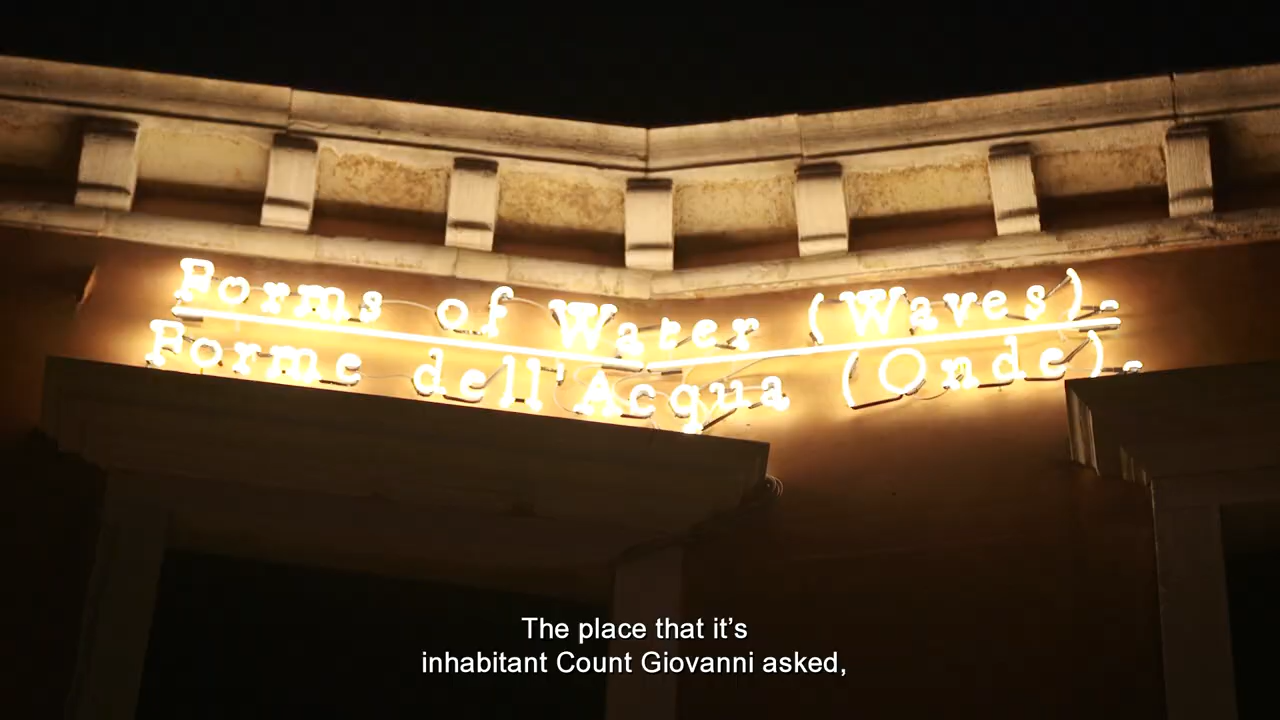 Forms of Water (Waves).
Forme dell'Acqua (Onde).
The place that it’s
inhabitant Count Giovanni asked,